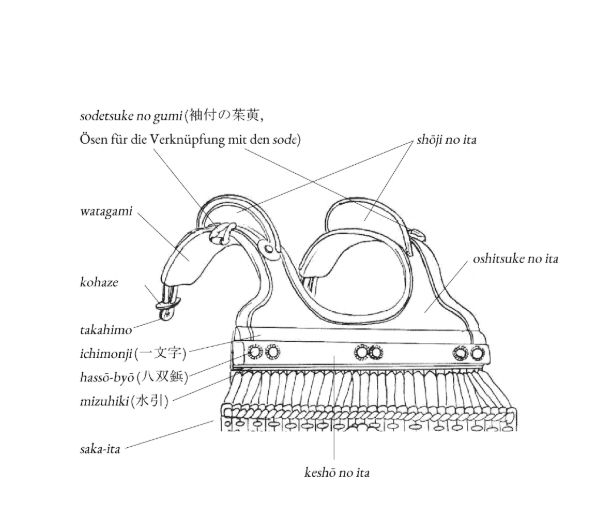 sodetsuke no gumi (袖付の茱萸,
Ösen für die Verknüpfung mit den sode)
shōji no ita
watagami
oshitsuke no ita
kohaze
takahimo
ichimonji (一文字)
hassō-byō (八双鋲)
mizuhiki (水引)
saka-ita
keshō no ita